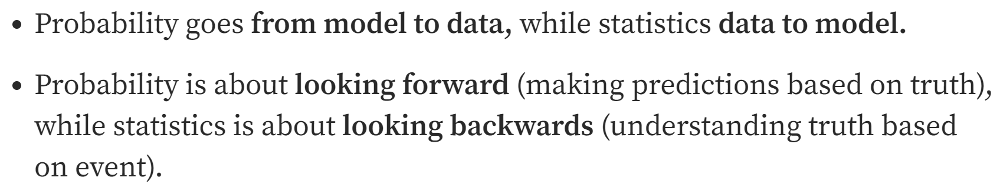 • Probability goes from model to data, while statistics data to model.
• Probability is about looking forward (making predictions based on truth),
while statistics is about looking backwards (understanding truth based
on event).